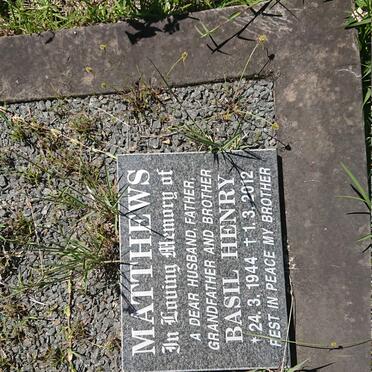 MATTHEWS
In Loving Memory of
A DEAR HUSBAND, FATHER,
GRANDFATHER AND BROTHER
BASIL HENRY
* 24. 3. 1944 † 1. 3. 2012
REST IN PEACE MY BROTHER